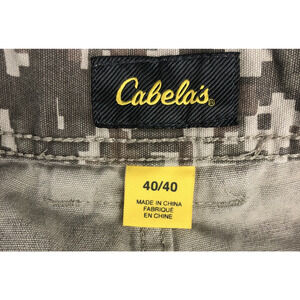 Cabela's®
40/40
MADE IN CHINA
FABRIQUÉ
EN CHINE